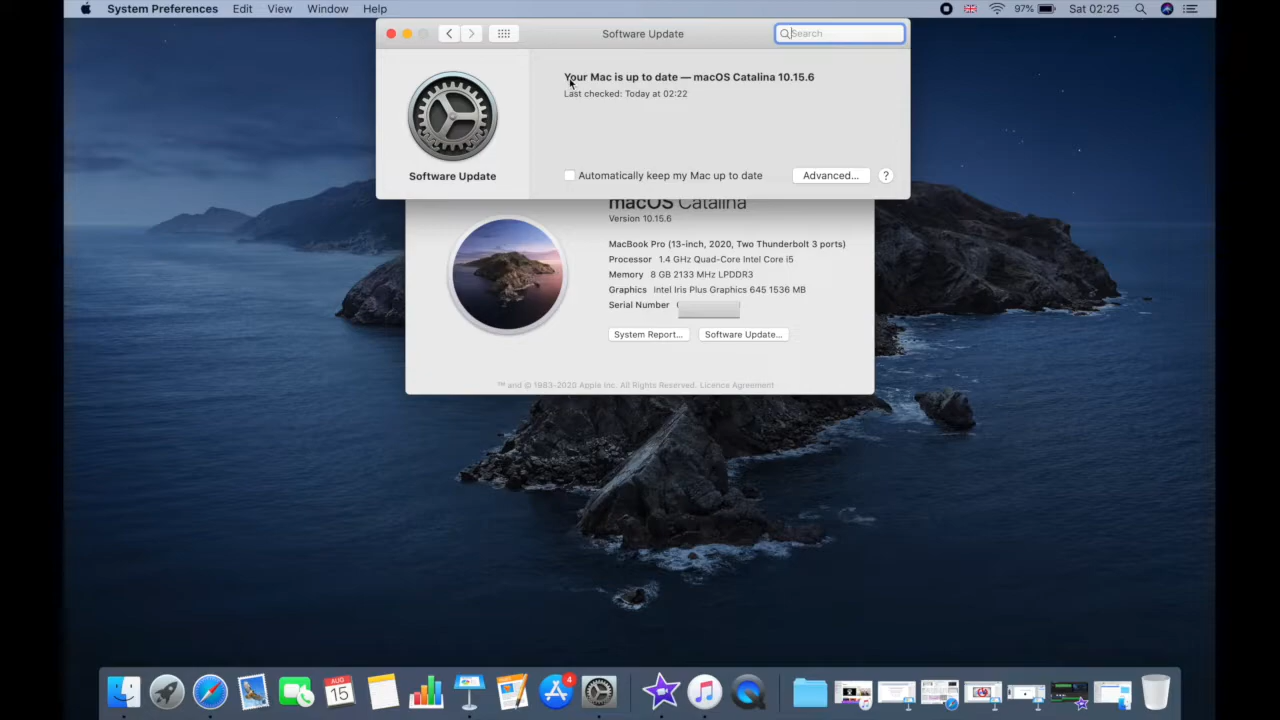 System Preferences Edit View Window Help 97% Sat 02:25
Software Update
Search
Your Mac is up to date — macOS Catalina 10.15.6
Last checked: Today at 02:22
Software Update
Automatically keep my Mac up to date
Advanced...
?
macOS Catalina
Version 10.15.6
MacBook Pro (13-inch, 2020, Two Thunderbolt 3 ports)
Processor 1.4 GHz Quad-Core Intel Core i5
Memory 8 GB 2133 MHz LPDDR3
Graphics Intel Iris Plus Graphics 645 1536 MB
Serial Number
System Report...
Software Update...
™ and © 1983-2020 Apple Inc. All Rights Reserved. Licence Agreement
AUG
15
4